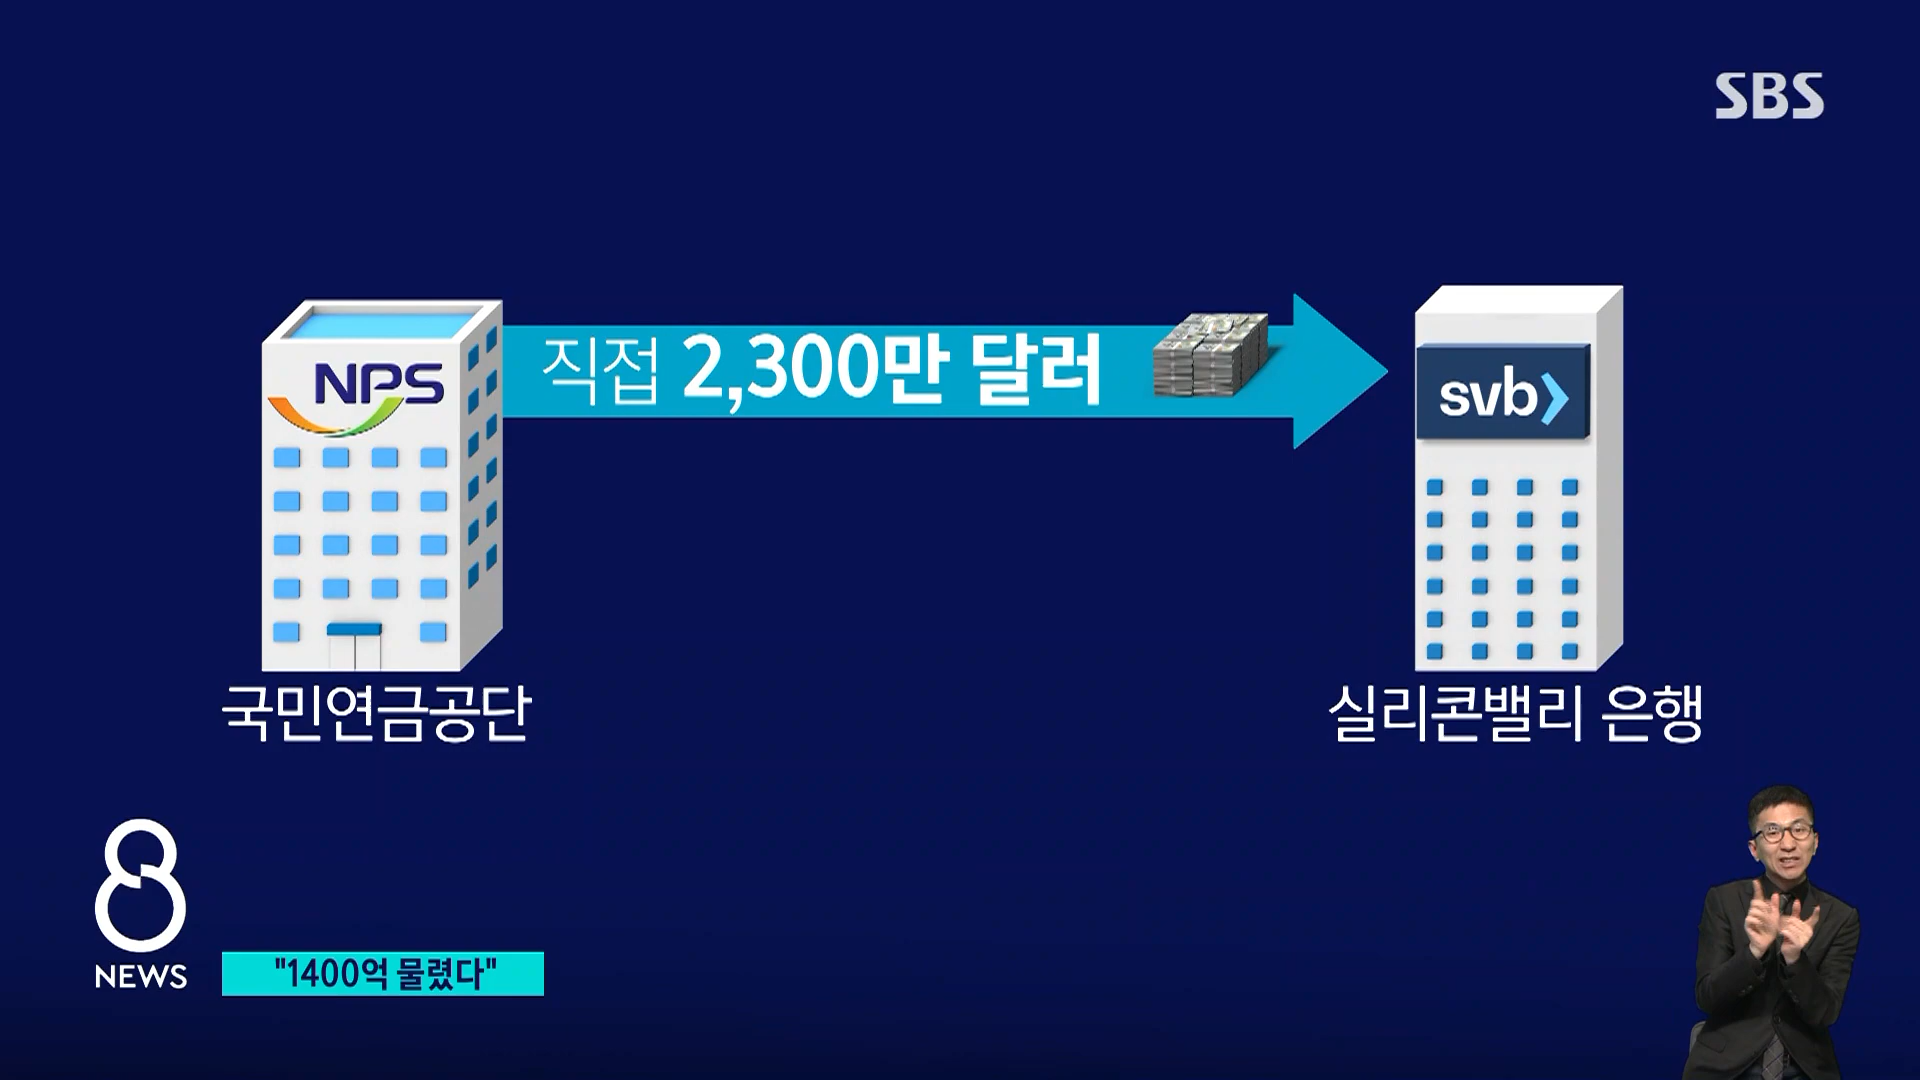 SBS
NPS
직접 2,300만 달러
svb
국민연금공단
실리콘밸리 은행
8
NEWS
"1400억 물렸다"